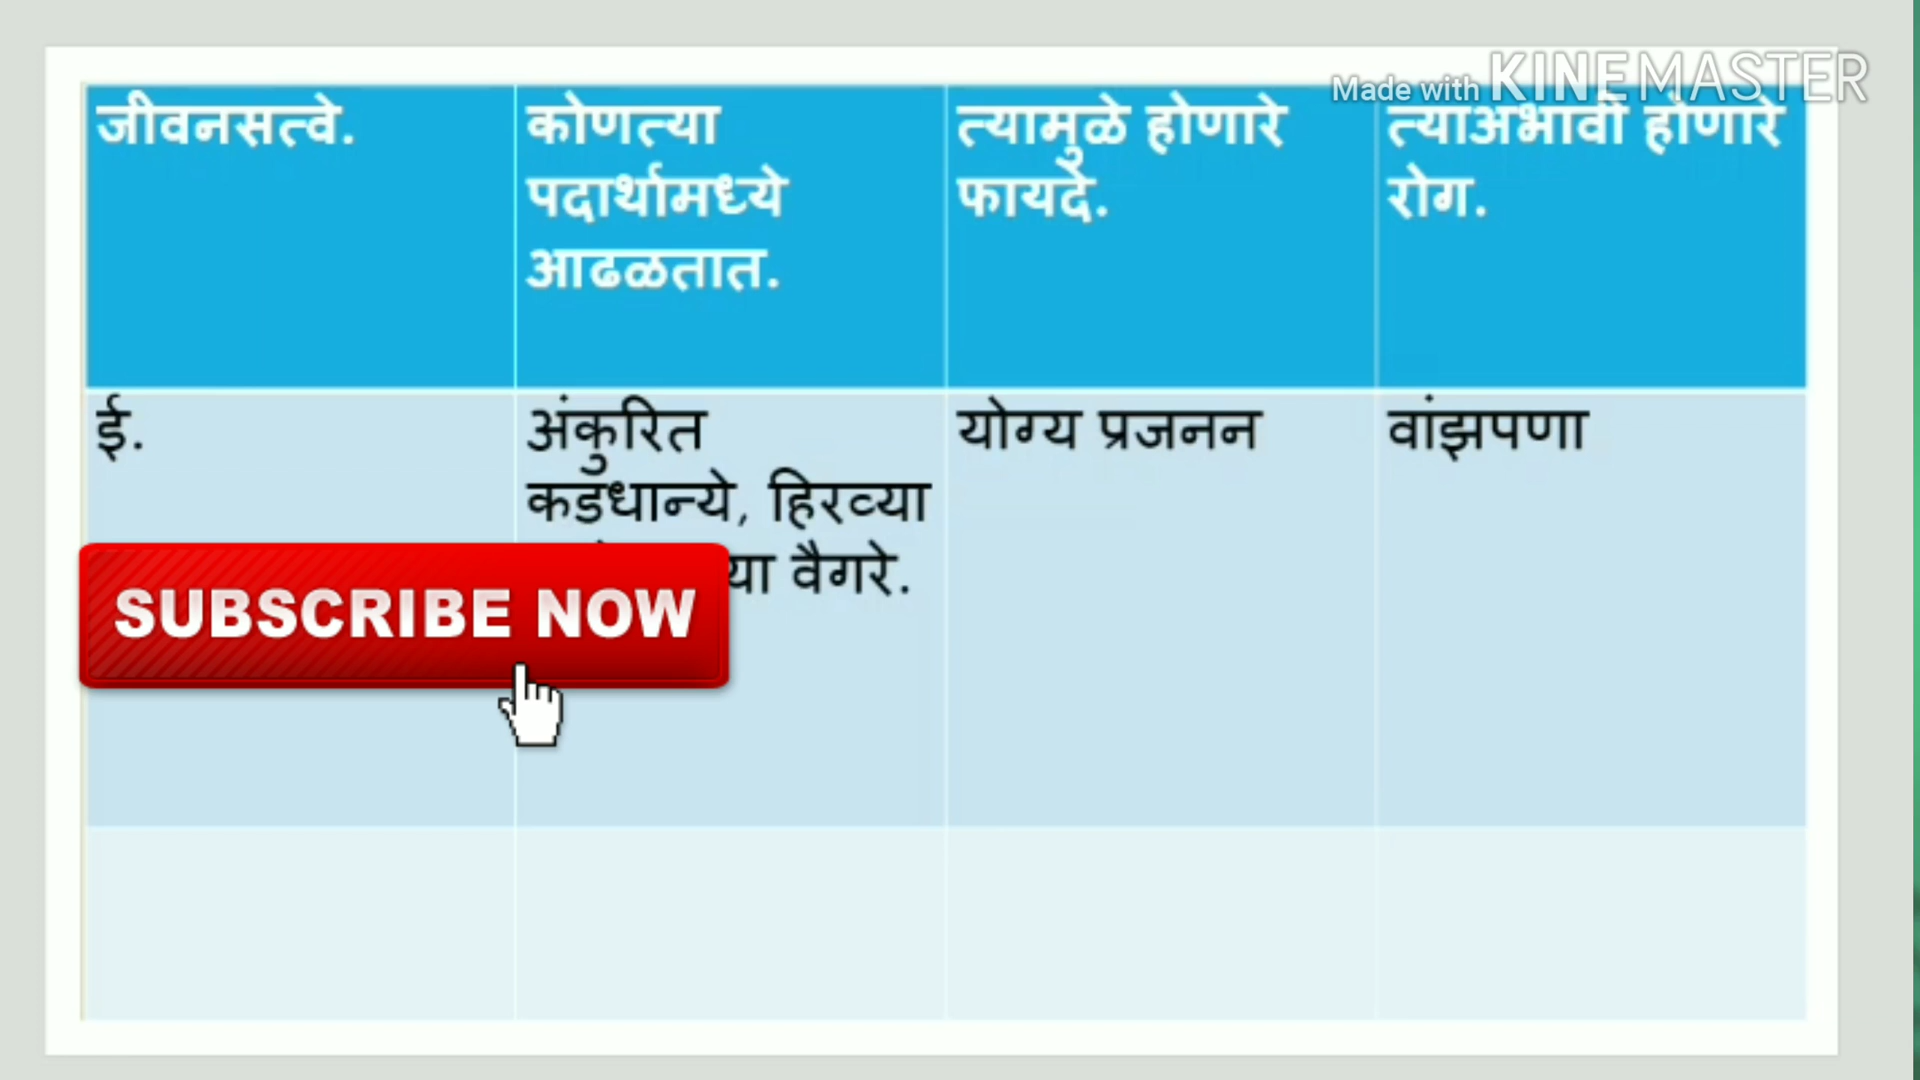 Made with KINEMASTER
जीवनसत्वे.
कोणत्या
पदार्थामध्ये
आढळतात.
त्यामुळे होणारे
फायदे.
त्याअभावी होणारे
रोग.
ई.
अंकुरित
कडधान्ये, हिरव्या
वैगरे.
योग्य प्रजनन
वांझपणा
SUBSCRIBE NOW